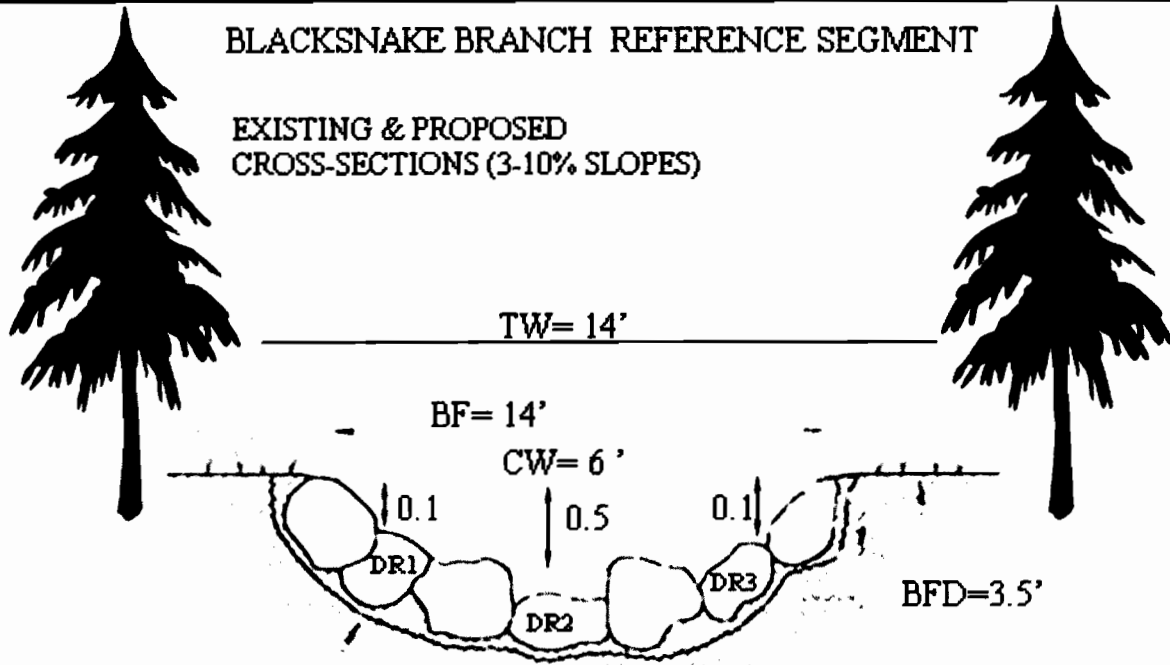 BLACKSNAKE BRANCH REFERENCE SEGMENT
EXISTING & PROPOSED
CROSS-SECTIONS (3-10% SLOPES)
TW= 14'
BF= 14'
CW= 6 '
0.1
0.5
0.1
DR1
DR2
DR3
BFD=3.5'